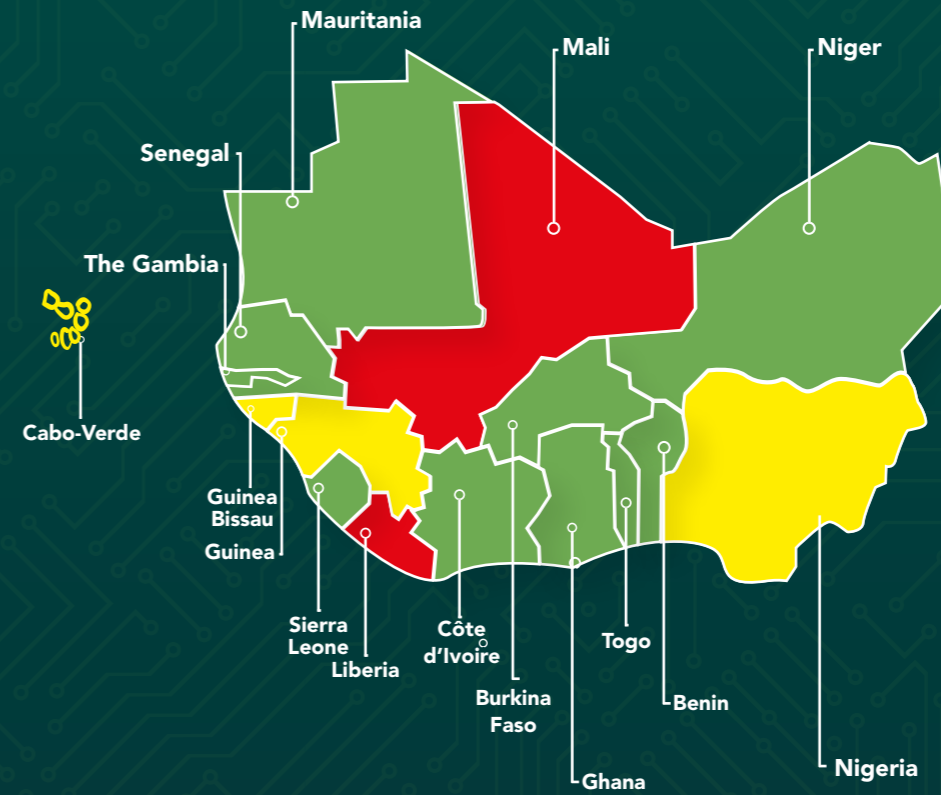 Mauritania
Mali
Niger
Senegal
The Gambia
Cabo-Verde
Guinea
Bissau
Guinea
Sierra
Leone
Liberia
Côte
d'Ivoire
Burkina
Faso
Togo
Benin
Ghana
Nigeria